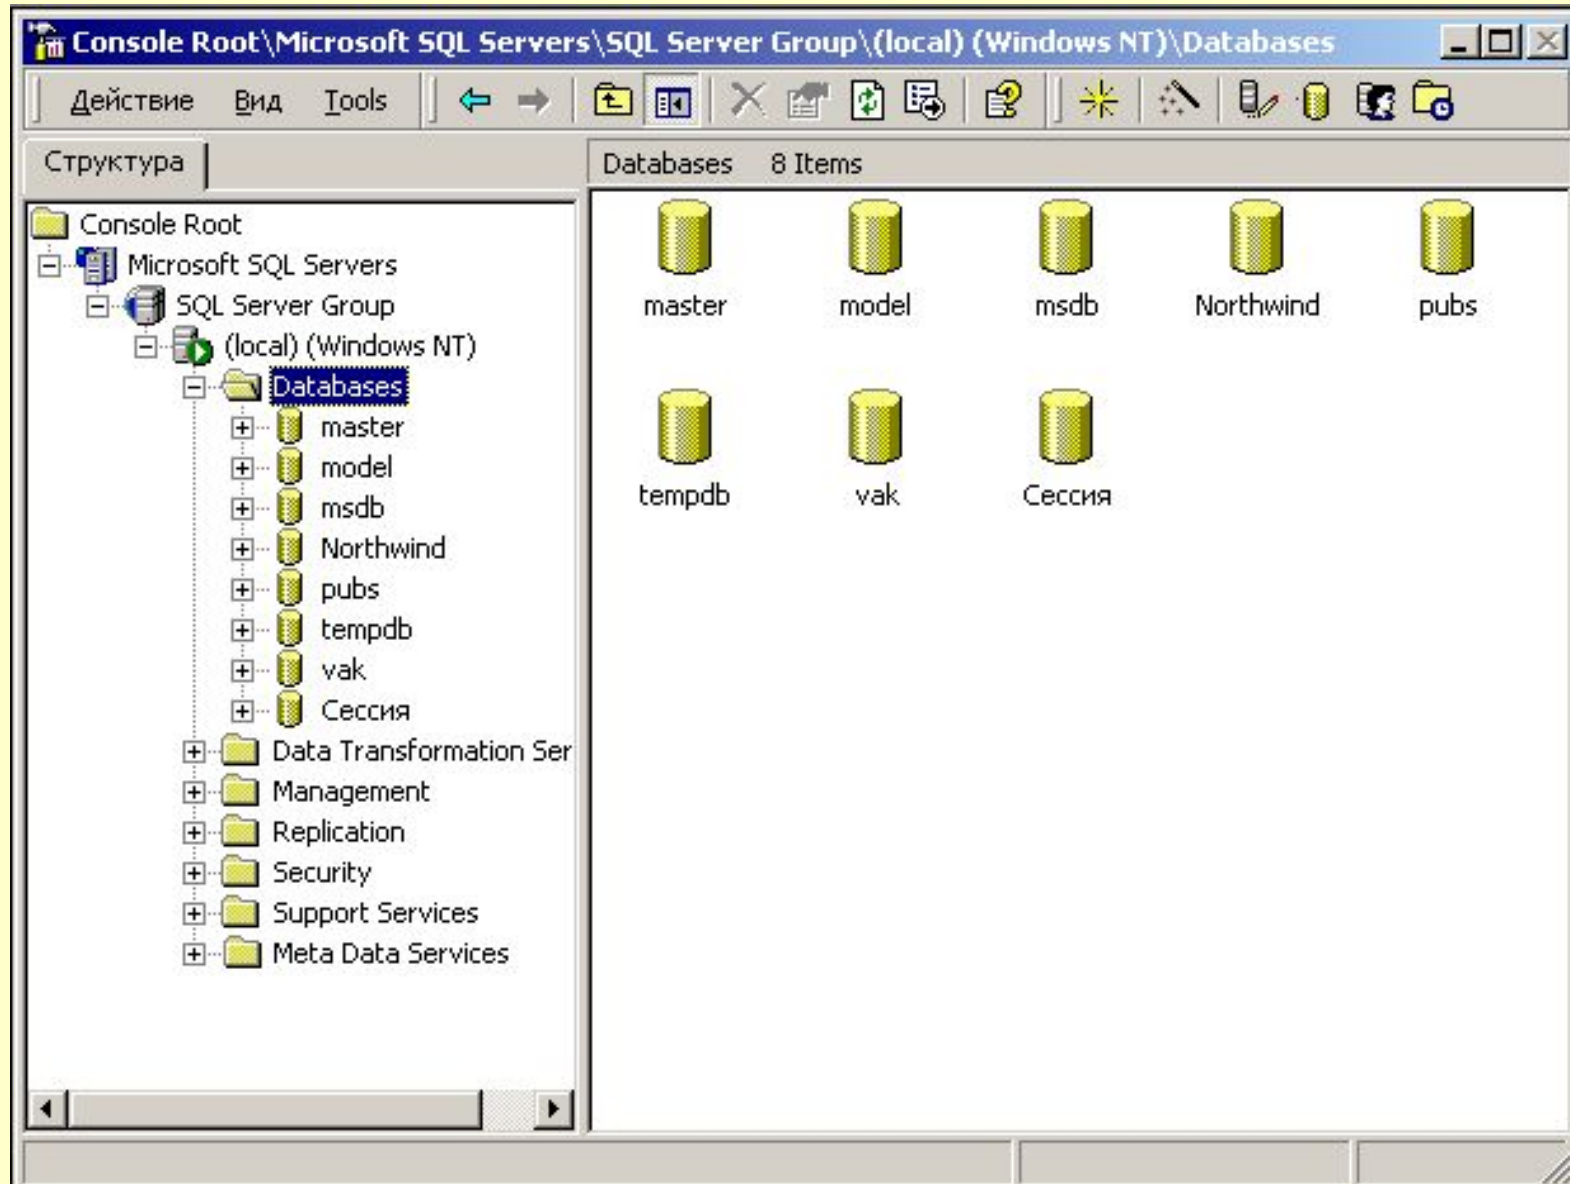 Console Root\Microsoft SQL Servers\SQL Server Group\(local) (Windows NT)\Databases
Действие Вид Tools
Структура
Databases 8 Items
Console Root
Microsoft SQL Servers
SQL Server Group
(local) (Windows NT)
Databases
master
model
msdb
Northwind
pubs
tempdb
vak
Сессия
Data Transformation Ser
Management
Replication
Security
Support Services
Meta Data Services
master model msdb Northwind pubs
tempdb vak Сессия